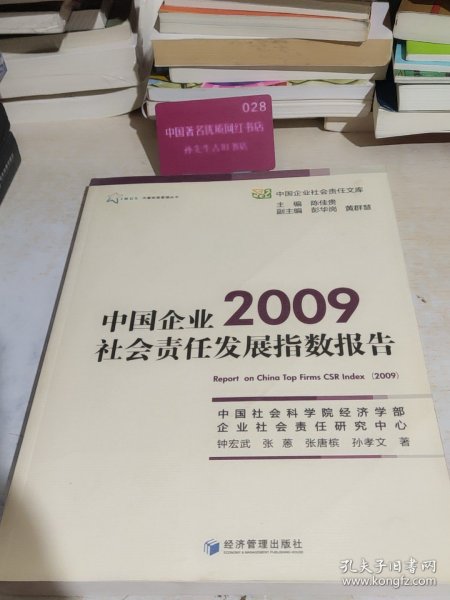 028
中国著名优质网红书店
中国企业社会责任文库
主 编 陈佳贵
副主编 彭华岗 黄群慧
中国企业 2009
社会责任发展指数报告
Report on China Top Firms CSR Index (2009)
中国社会科学院经济学部
企业社会责任研究中心
钟宏武 张 蒽 张唐槟 孙孝文 著
经济管理出版社
ECONOMY & MANAGEMENT PUBLISHING HOUSE
孔夫子旧书网
www.kongfz.com